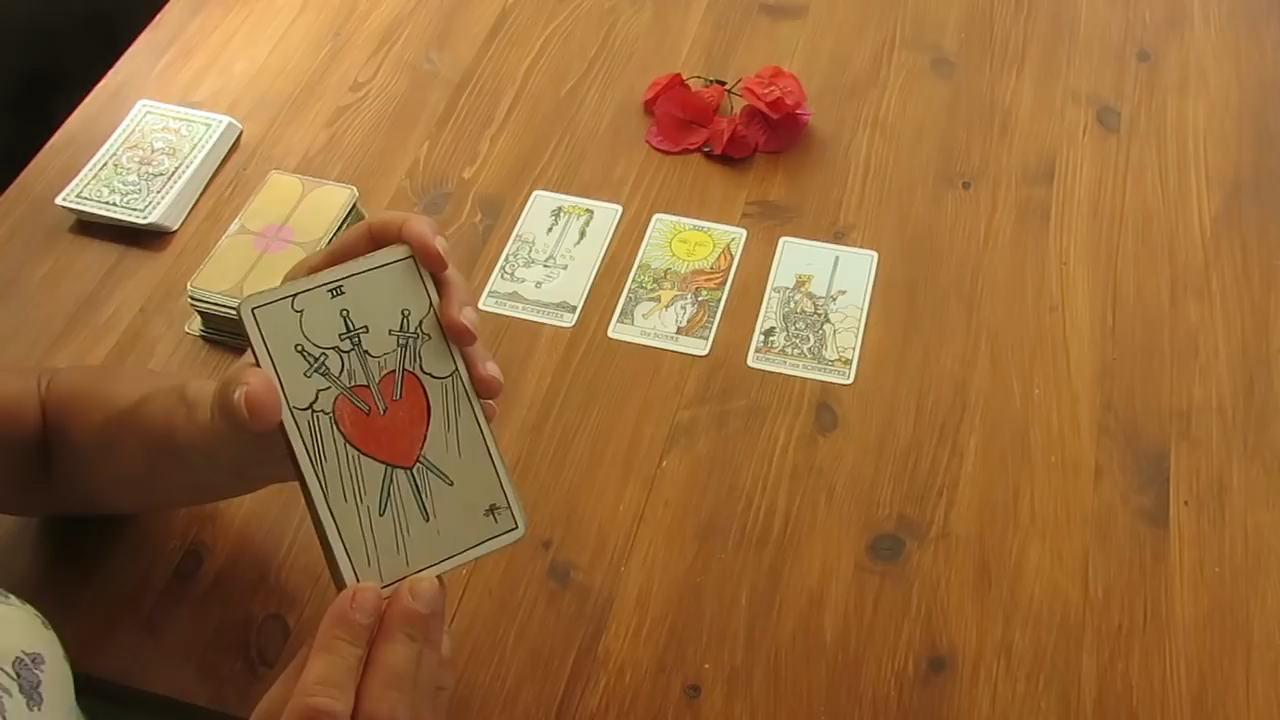 III
ASS DER SCHWERTER
DIE SONNE
KÖNIGIN DER SCHWERTER